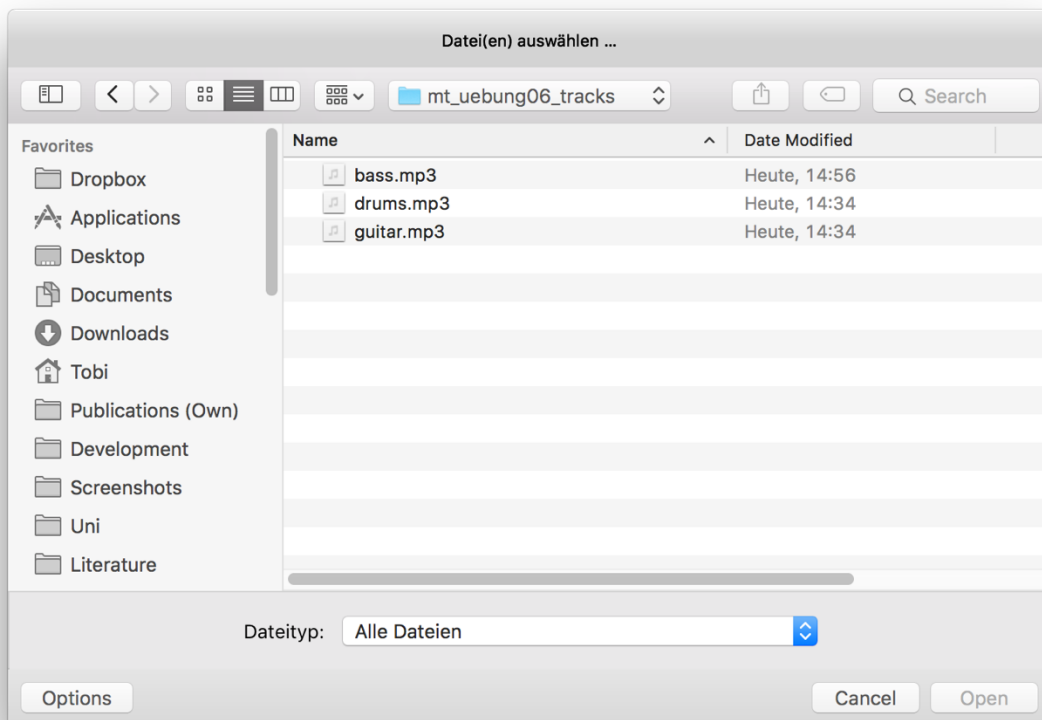 Datei(en) auswählen ...
mt_uebung06_tracks
Search
Favorites
Dropbox
Applications
Desktop
Documents
Downloads
Tobi
Publications (Own)
Development
Screenshots
Uni
Literature
Name Date Modified
bass.mp3 Heute, 14:56
drums.mp3 Heute, 14:34
guitar.mp3 Heute, 14:34
Dateityp: Alle Dateien
Options Cancel Open